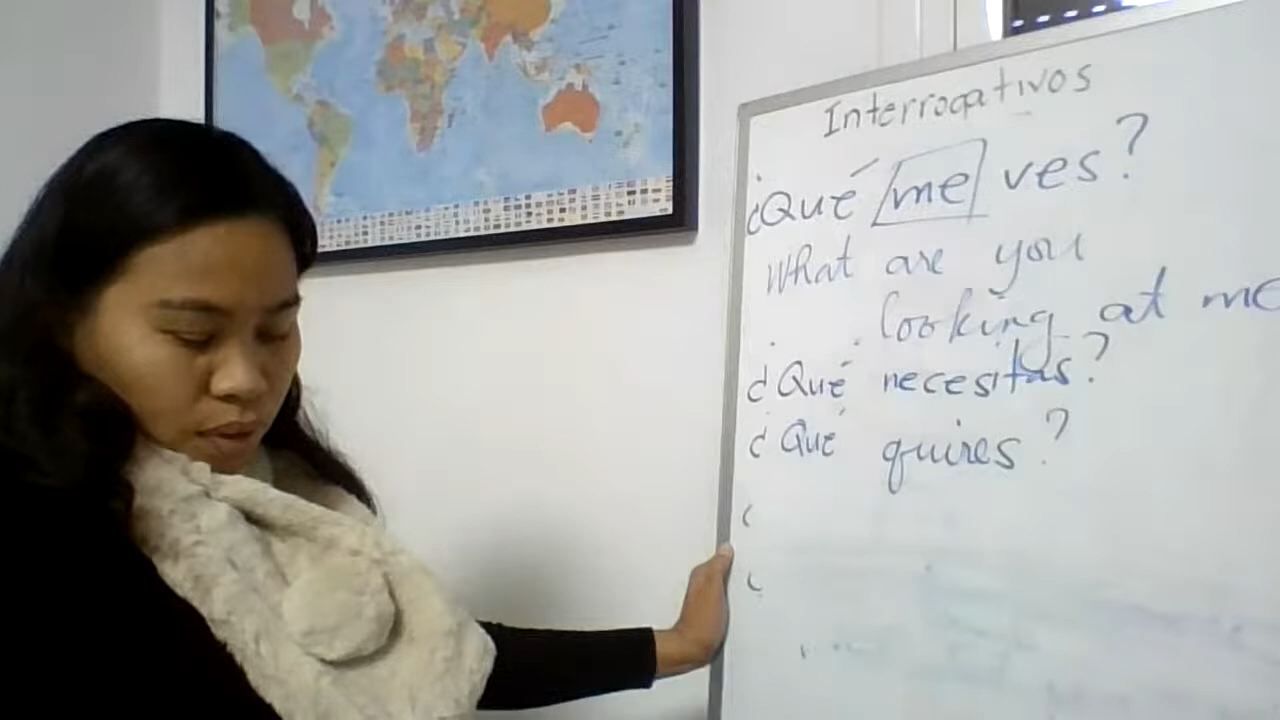 Interrogativos
¿Qué me ves?
What are you
looking at me
¿Qué necesitas?
¿Qué quires?